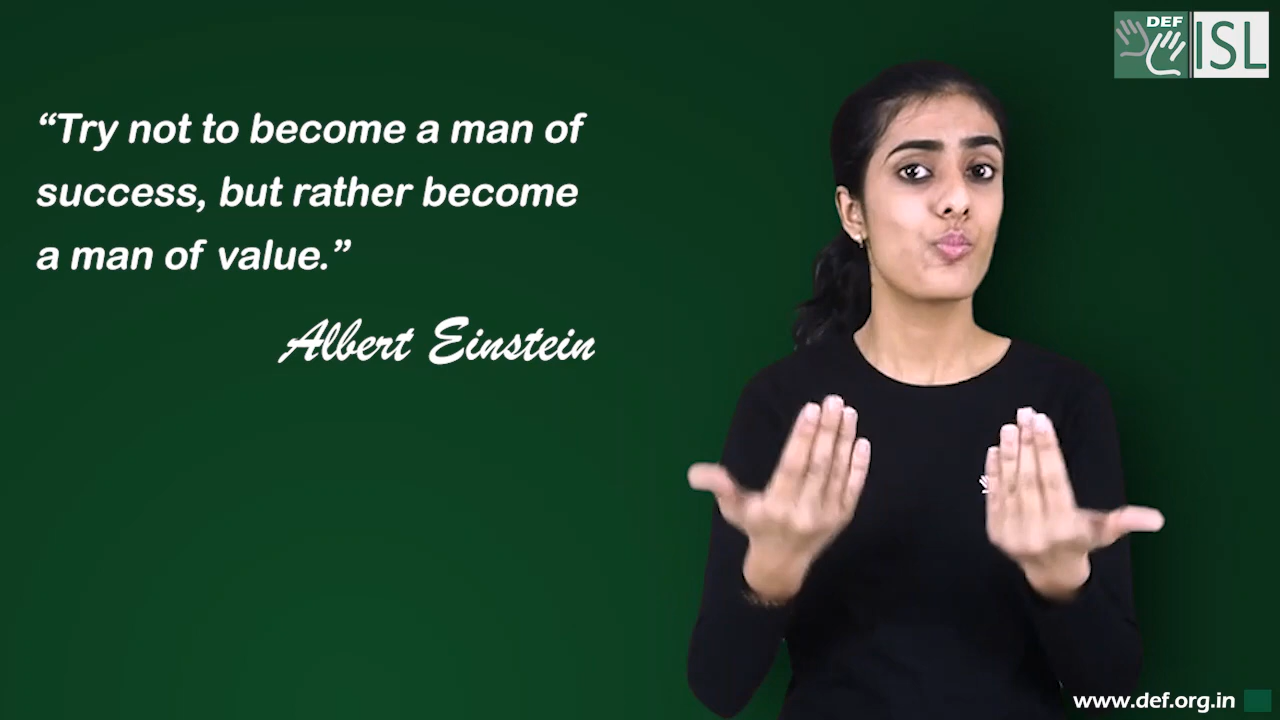 “Try not to become a man of
success, but rather become
a man of value.”
Albert Einstein
DEF
ISL
www.def.org.in